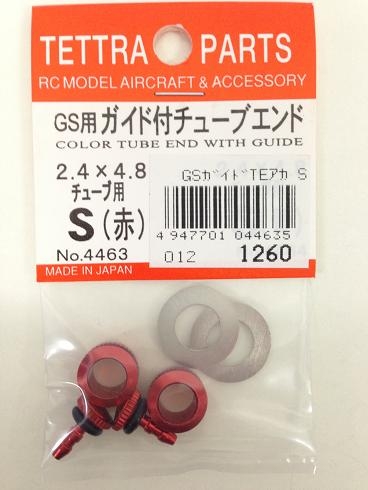 TETTRA PARTS
RC MODEL AIRCRAFT & ACCESSORY
GS用ガイド付チューブエンド
COLOR TUBE END WITH GUIDE
2.4×4.8
チューブ用
S(赤)
No.4463
MADE IN JAPAN
GSガイドTEアカ S
4 947701 044635
012 1260